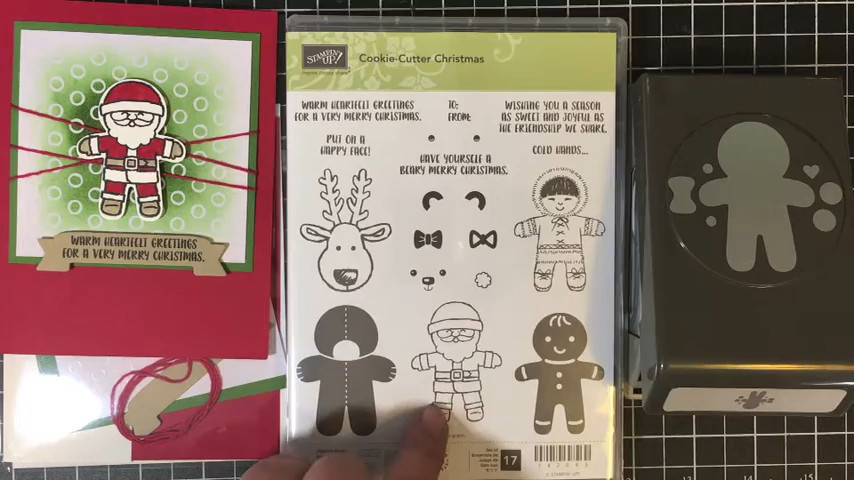 WARM HEARTFELT GREETINGS
FOR A VERY MERRY CHRISTMAS.
STAMPIN' UP!
Cookie-Cutter Christmas
WARM HEARTFELT GREETINGS
FOR A VERY MERRY CHRISTMAS.
TO:
FROM:
WISHING YOU A SEASON
AS SWEET AND JOYFUL AS
THE FRIENDSHIP WE SHARE.
PUT ON A
HAPPY FACE!
HAVE YOURSELF A
BEARY MERRY CHRISTMAS.
COLD HANDS...
17